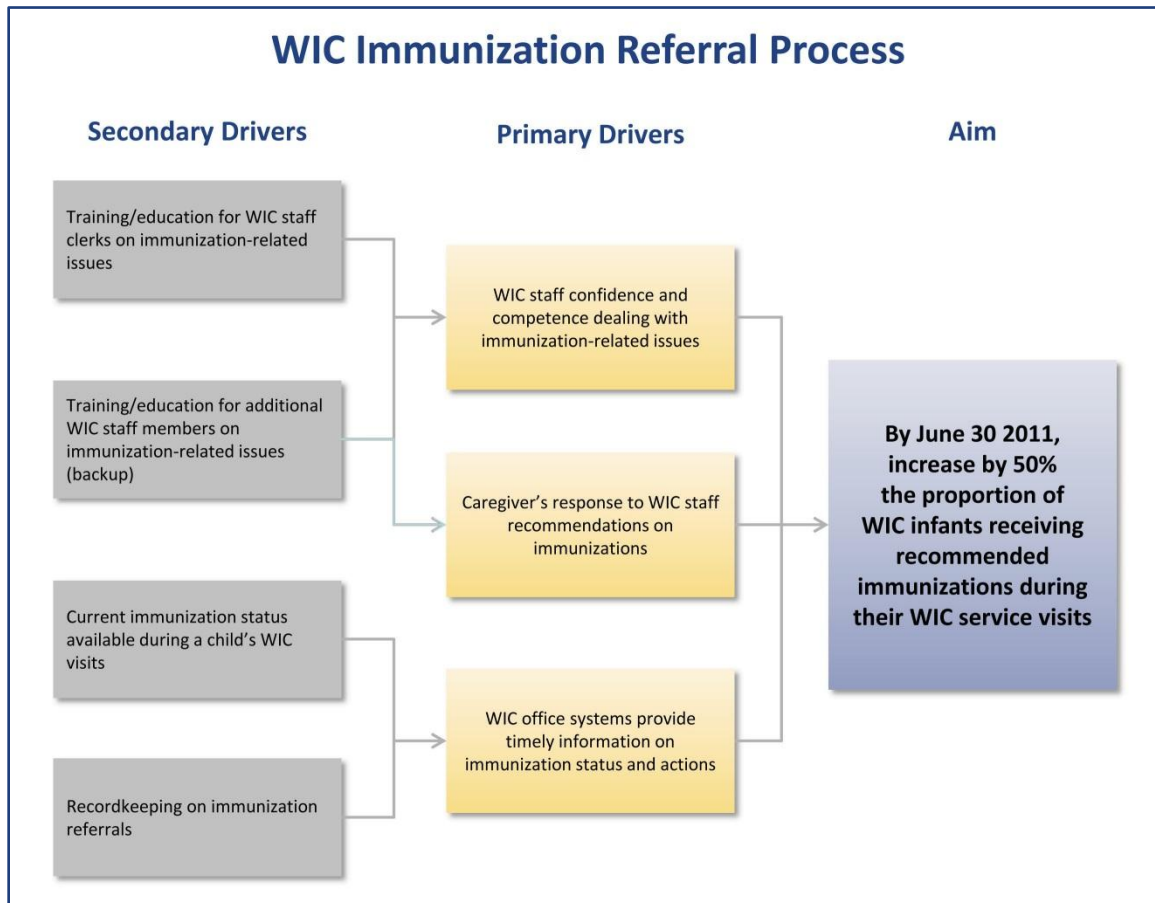 WIC Immunization Referral Process
Secondary Drivers
Primary Drivers
Aim
Training/education for WIC staff
clerks on immunization-related
issues
Training/education for additional
WIC staff members on
immunization-related issues
(backup)
Current immunization status
available during a child's WIC
visits
Recordkeeping on immunization
referrals
WIC staff confidence and
competence dealing with
immunization-related issues
Caregiver's response to WIC staff
recommendations on
immunizations
WIC office systems provide
timely information on
immunization status and actions
By June 30 2011,
increase by 50%
the proportion of
WIC infants receiving
recommended
immunizations during
their WIC service visits